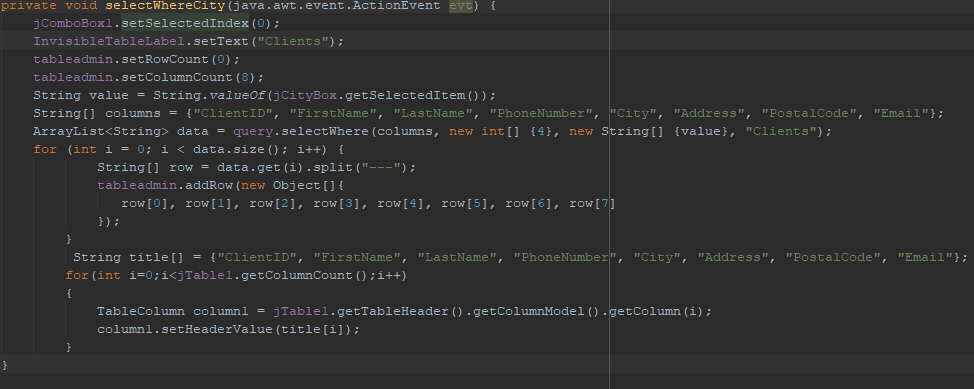 private void selectWhereCity(java.awt.event.ActionEvent evt) {
    jComboBox1.setSelectedIndex(0);
    InvisibleTableLabel.setText("Clients");
    tableadmin.setRowCount(0);
    tableadmin.setColumnCount(8);
    String value = String.valueOf(jCityBox.getSelectedItem());
    String[] columns = {"ClientID", "FirstName", "LastName", "PhoneNumber", "City", "Address", "PostalCode", "Email"};
    ArrayList<String> data = query.selectWhere(columns, new int[] {4}, new String[] {value}, "Clients");
    for (int i = 0; i < data.size(); i++) {
            String[] row = data.get(i).split("---");
            tableadmin.addRow(new Object[]{
               row[0], row[1], row[2], row[3], row[4], row[5], row[6], row[7]
            });
        }
         String title[] = {"ClientID", "FirstName", "LastName", "PhoneNumber", "City", "Address", "PostalCode", "Email"};
        for(int i=0;i<jTable1.getColumnCount();i++)
        {
            TableColumn column1 = jTable1.getTableHeader().getColumnModel().getColumn(i);
            column1.setHeaderValue(title[i]);
        }
}